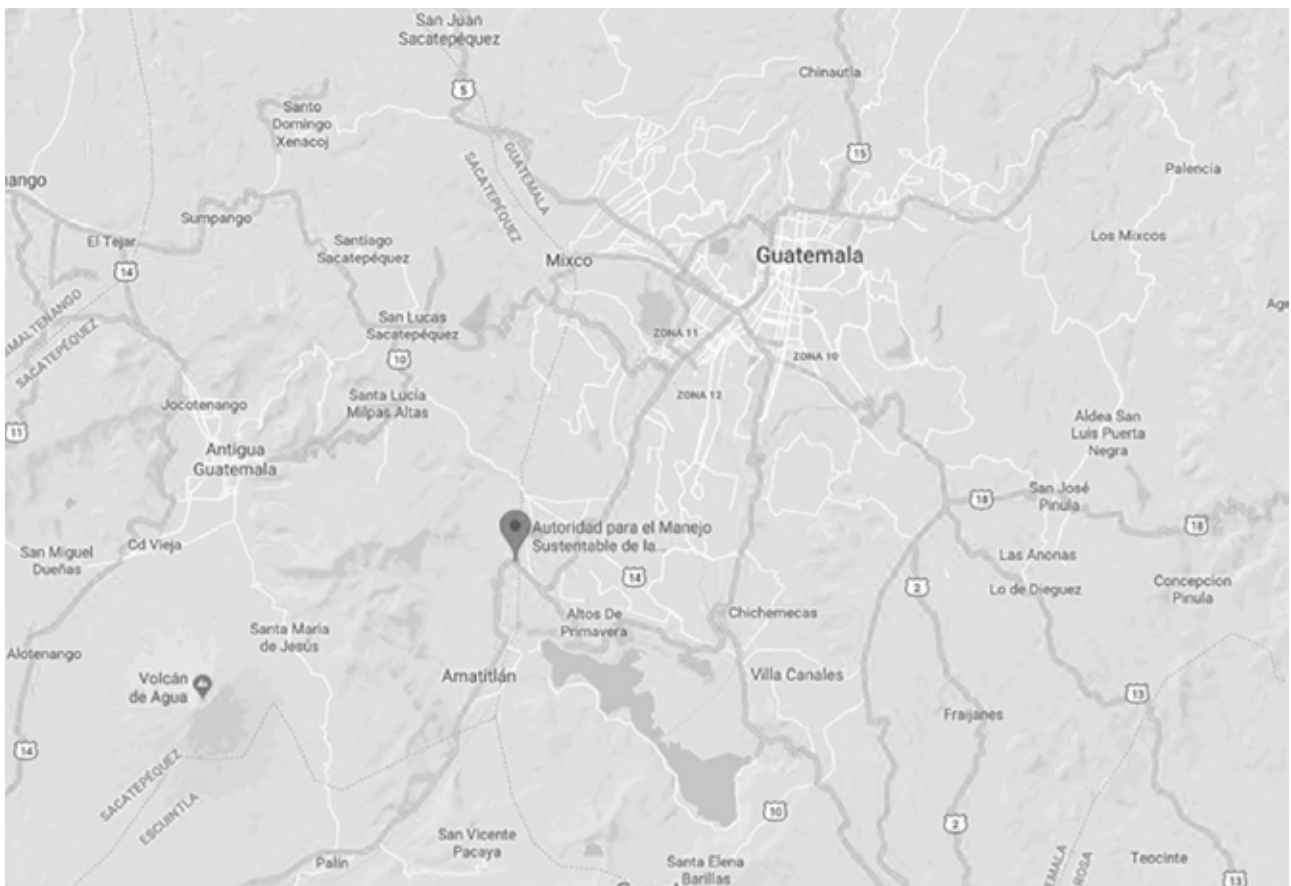 San Juan
Sacatepéquez
5
Chinautla
Santo
Domingo
Xenacoj
GUATEMALA
SACATEPÉQUEZ
15
Palencia
nango
Sumpango
El Tejar
14
Santiago
Sacatepéquez
Mixco
Guatemala
Los Mixcos
San Lucas
Sacatepéquez
Age
ZONA 11
ZONA 10
IMALTENANGO
SACATEPÉQUEZ
10
Santa Lucía
Milpas Altas
ZONA 12
Jocotenango
11
Antigua
Guatemala
Aldea San
Luis Puerta
Negra
18
San José
Pinula
18
Autoridad para el Manejo
Sustentable de la...
Cd Vieja
San Miguel
Dueñas
14
Las Anonas
2
Lo de Dieguez
Concepcion
Pinula
Altos De
Primavera
Chichemecas
Santa Maria
de Jesús
Alotenango
Volcán
de Agua
Amatitlán
Villa Canales
13
Fraijanes
14
SACATEPÉQUEZ
ESCUINTLA
10
2
San Vicente
Pacaya
Palín
Santa Elena
Barillas
EMALA
ROSA
Teocinte
13